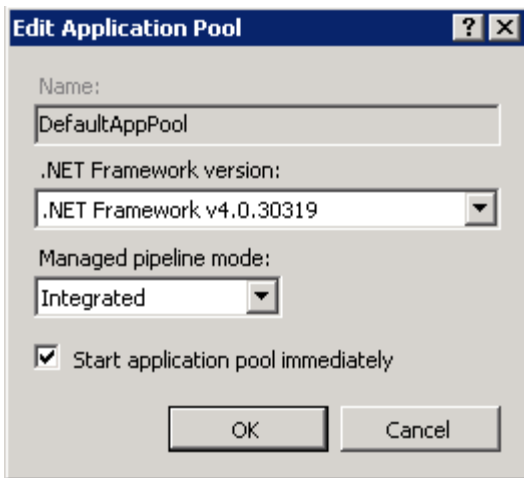 Edit Application Pool
Name:
DefaultAppPool
.NET Framework version:
.NET Framework v4.0.30319
Managed pipeline mode:
Integrated
Start application pool immediately
OK Cancel